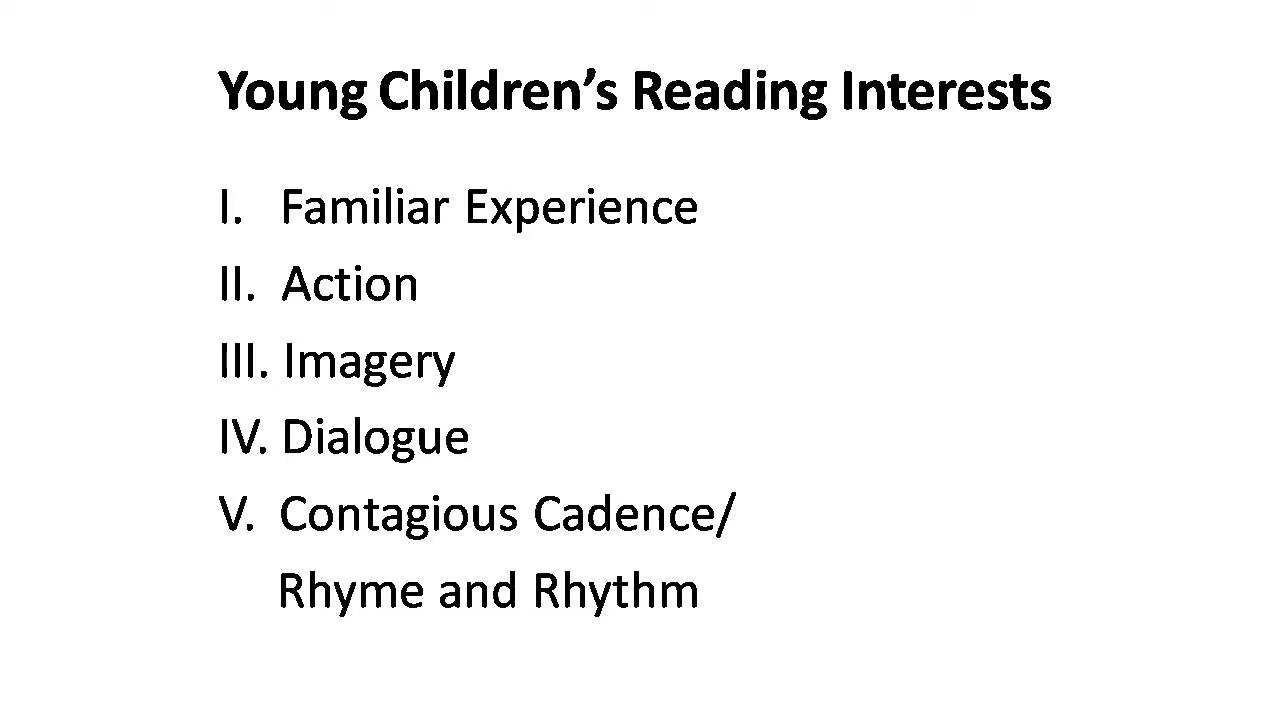 Young Children’s Reading Interests
I. Familiar Experience
II. Action
III. Imagery
IV. Dialogue
V. Contagious Cadence/
Rhyme and Rhythm